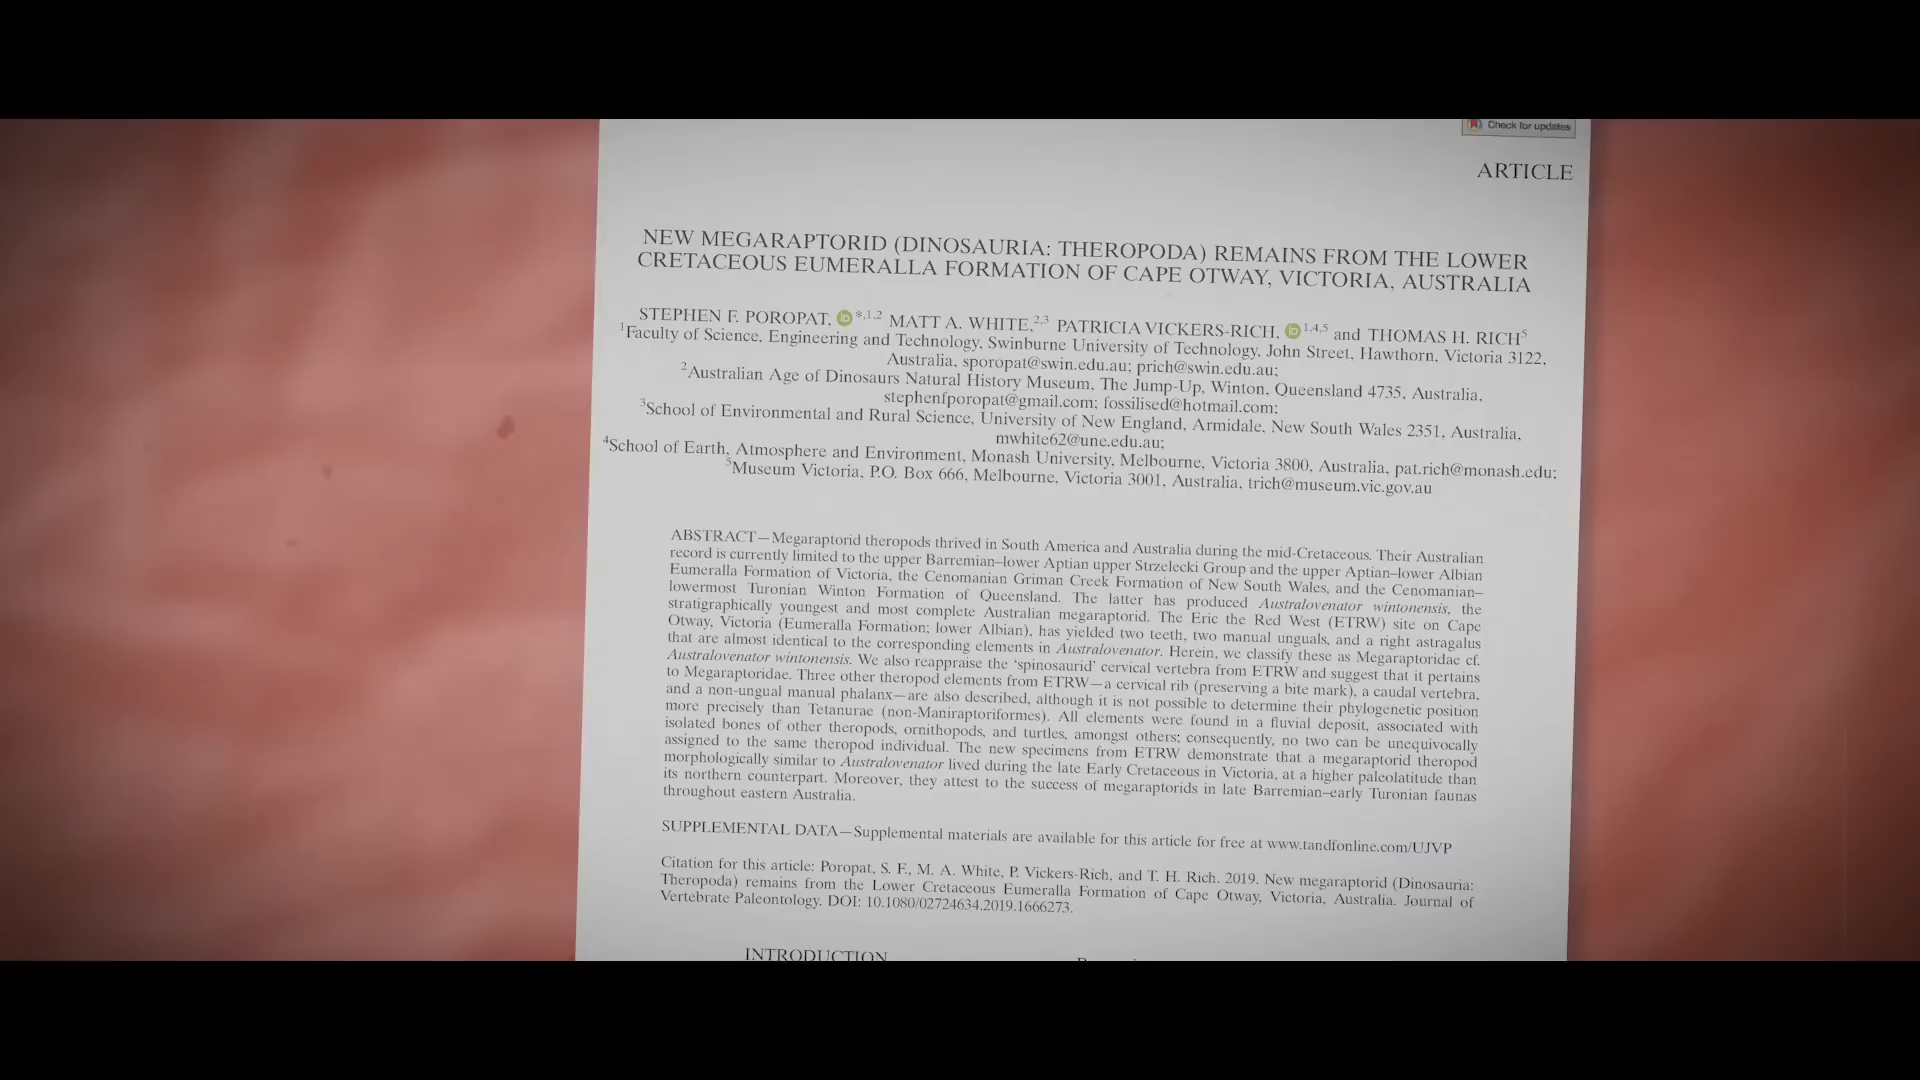 Check for updates
ARTICLE
NEW MEGARAPTORID (DINOSAURIA: THEROPODA) REMAINS FROM THE LOWER
CRETACEOUS EUMERALLA FORMATION OF CAPE OTWAY, VICTORIA, AUSTRALIA
STEPHEN F. POROPAT, iD *,1,2 MATT A. WHITE,2,3 PATRICIA VICKERS-RICH, iD 1,4,5 and THOMAS H. RICH5
1Faculty of Science, Engineering and Technology, Swinburne University of Technology, John Street, Hawthorn, Victoria 3122,
Australia, sporopat@swin.edu.au; prich@swin.edu.au;
2Australian Age of Dinosaurs Natural History Museum, The Jump-Up, Winton, Queensland 4735, Australia,
stephenfporopat@gmail.com; fossilised@hotmail.com;
3School of Environmental and Rural Science, University of New England, Armidale, New South Wales 2351, Australia,
mwhite62@une.edu.au;
4School of Earth, Atmosphere and Environment, Monash University, Melbourne, Victoria 3800, Australia, pat.rich@monash.edu;
5Museum Victoria, P.O. Box 666, Melbourne, Victoria 3001, Australia, trich@museum.vic.gov.au
ABSTRACT—Megaraptorid theropods thrived in South America and Australia during the mid-Cretaceous. Their Australian
record is currently limited to the upper Barremian–lower Aptian upper Strzelecki Group and the upper Aptian–lower Albian
Eumeralla Formation of Victoria, the Cenomanian Griman Creek Formation of New South Wales, and the Cenomanian–
lowermost Turonian Winton Formation of Queensland. The latter has produced Australovenator wintonensis, the
stratigraphically youngest and most complete Australian megaraptorid. The Eric the Red West (ETRW) site on Cape
Otway, Victoria (Eumeralla Formation; lower Albian), has yielded two teeth, two manual unguals, and a right astragalus
that are almost identical to the corresponding elements in Australovenator. Herein, we classify these as Megaraptoridae cf.
Australovenator wintonensis. We also reappraise the ‘spinosaurid’ cervical vertebra from ETRW and suggest that it pertains
to Megaraptoridae. Three other theropod elements from ETRW—a cervical rib (preserving a bite mark), a caudal vertebra,
and a non-ungual manual phalanx—are also described, although it is not possible to determine their phylogenetic position
more precisely than Tetanurae (non-Maniraptoriformes). All elements were found in a fluvial deposit, associated with
isolated bones of other theropods, ornithopods, and turtles, amongst others; consequently, no two can be unequivocally
assigned to the same theropod individual. The new specimens from ETRW demonstrate that a megaraptorid theropod
morphologically similar to Australovenator lived during the late Early Cretaceous in Victoria, at a higher paleolatitude than
its northern counterpart. Moreover, they attest to the success of megaraptorids in late Barremian–early Turonian faunas
throughout eastern Australia.
SUPPLEMENTAL DATA—Supplemental materials are available for this article for free at www.tandfonline.com/UJVP
Citation for this article: Poropat, S. F., M. A. White, P. Vickers-Rich, and T. H. Rich. 2019. New megaraptorid (Dinosauria:
Theropoda) remains from the Lower Cretaceous Eumeralla Formation of Cape Otway, Victoria, Australia. Journal of
Vertebrate Paleontology. DOI: 10.1080/02724634.2019.1666273.
INTRODUCTION